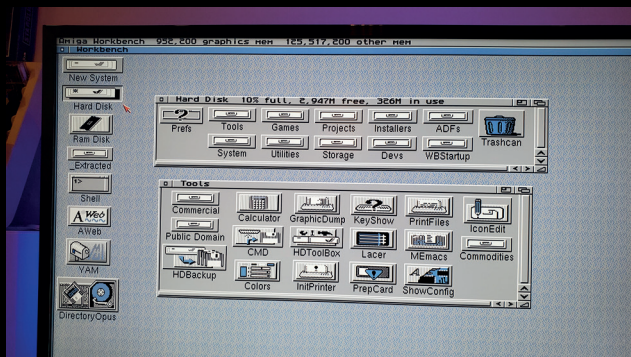 Amiga Workbench 952,200 graphics mem 125,517,200 other mem
Workbench
New System
Hard Disk
Ram Disk
_Extracted
1>
Shell
AWeb
AWeb
YAM
DirectoryOpus
Hard Disk 10% full, 2,947M free, 326M in use
?
Prefs
Tools
Games
Projects
Installers
ADFs
Trashcan
System
Utilities
Storage
Devs
WBStartup
Tools
Commercial
Calculator
GraphicDump
KeyShow
PrintFiles
IconEdit
Public Domain
CMD
HDToolBox
Lacer
MEmacs
Commodities
HDBackup
Colors
InitPrinter
PrepCard
ShowConfig